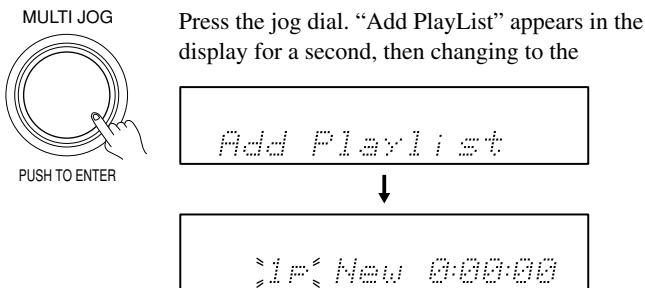 MULTI JOG
PUSH TO ENTER
Press the jog dial. “Add PlayList” appears in the
display for a second, then changing to the
Add Playlist
1P New 0:00:00